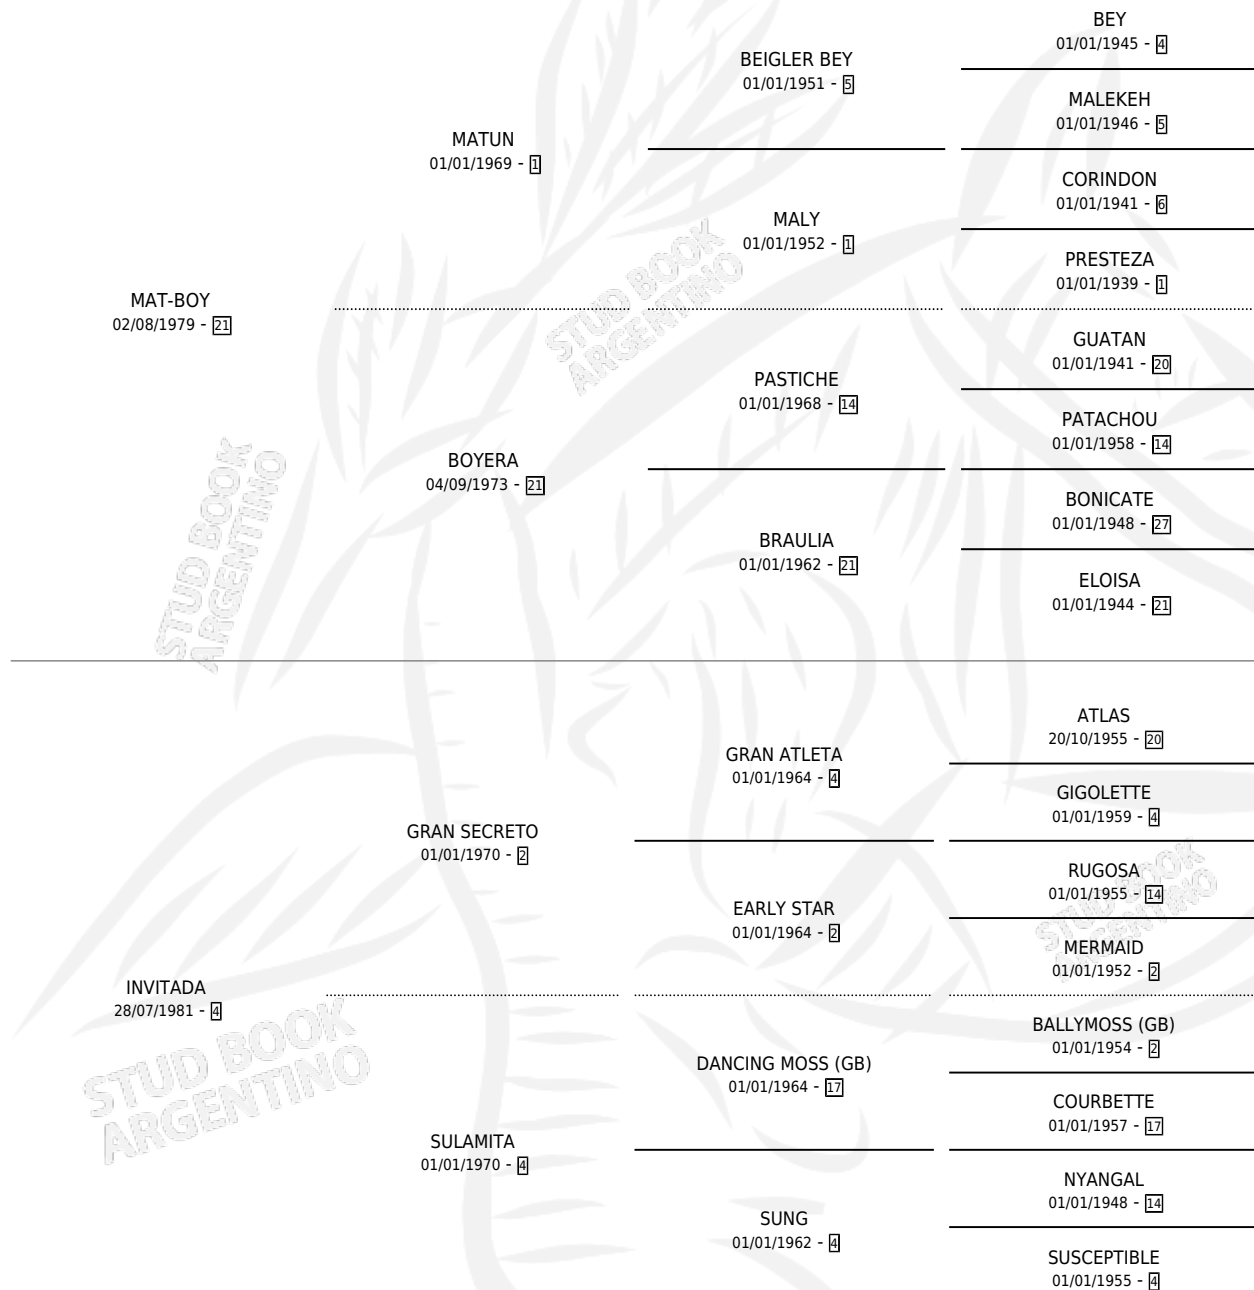 BEY
01/01/1945 - 4
BEIGLER BEY
01/01/1951 - 5
MALEKEH
01/01/1946 - 5
MATUN
01/01/1969 - 1
CORINDON
01/01/1941 - 6
MALY
01/01/1952 - 1
PRESTEZA
01/01/1939 - 1
MAT-BOY
02/08/1979 - 21
GUATAN
01/01/1941 - 20
PASTICHE
01/01/1968 - 14
PATACHOU
01/01/1958 - 14
BOYERA
04/09/1973 - 21
BONICATE
01/01/1948 - 27
BRAULIA
01/01/1962 - 21
ELOISA
01/01/1944 - 21
ATLAS
20/10/1955 - 20
GRAN ATLETA
01/01/1964 - 4
GIGOLETTE
01/01/1959 - 4
GRAN SECRETO
01/01/1970 - 2
RUGOSA
01/01/1955 - 14
EARLY STAR
01/01/1964 - 2
MERMAID
01/01/1952 - 2
INVITADA
28/07/1981 - 4
BALLYMOSS (GB)
01/01/1954 - 2
DANCING MOSS (GB)
01/01/1964 - 17
COURBETTE
01/01/1957 - 17
SULAMITA
01/01/1970 - 4
NYANGAL
01/01/1948 - 14
SUNG
01/01/1962 - 4
SUSCEPTIBLE
01/01/1955 - 4
STUD BOOK
ARGENTINO
STUD BOOK
ARGENTINO
STUD BOOK
ARGENTINO
STUD BOOK
ARGENTINO